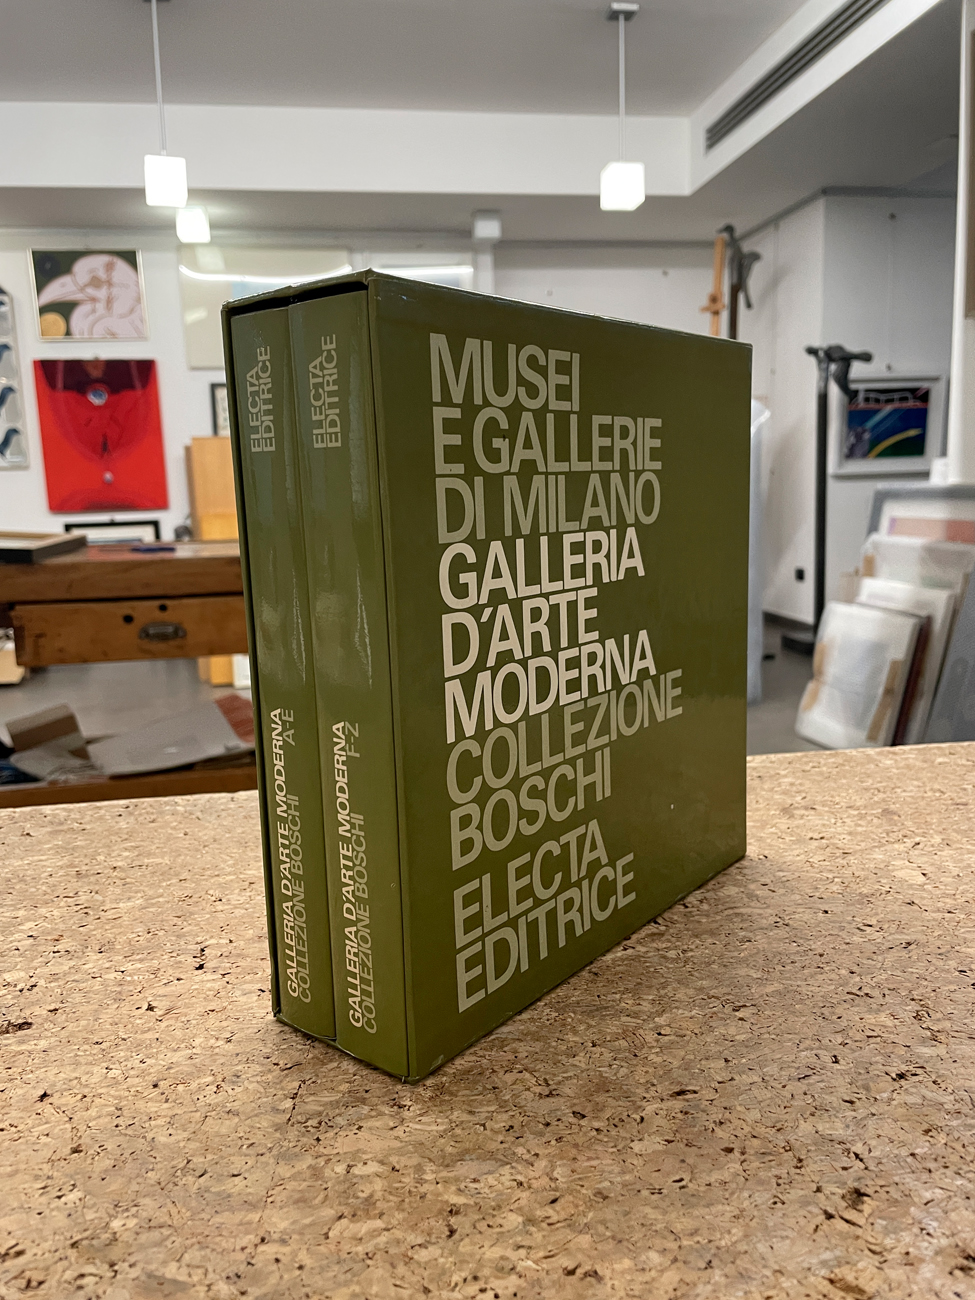 ELECTA
EDITRICE
GALLERIA D'ARTE MODERNA
COLLEZIONE BOSCHI A-E
ELECTA
EDITRICE
GALLERIA D'ARTE MODERNA
COLLEZIONE BOSCHI F-Z
MUSEI
E GALLERIE
DI MILANO
GALLERIA
D'ARTE
MODERNA
COLLEZIONE
BOSCHI
ELECTA
EDITRICE